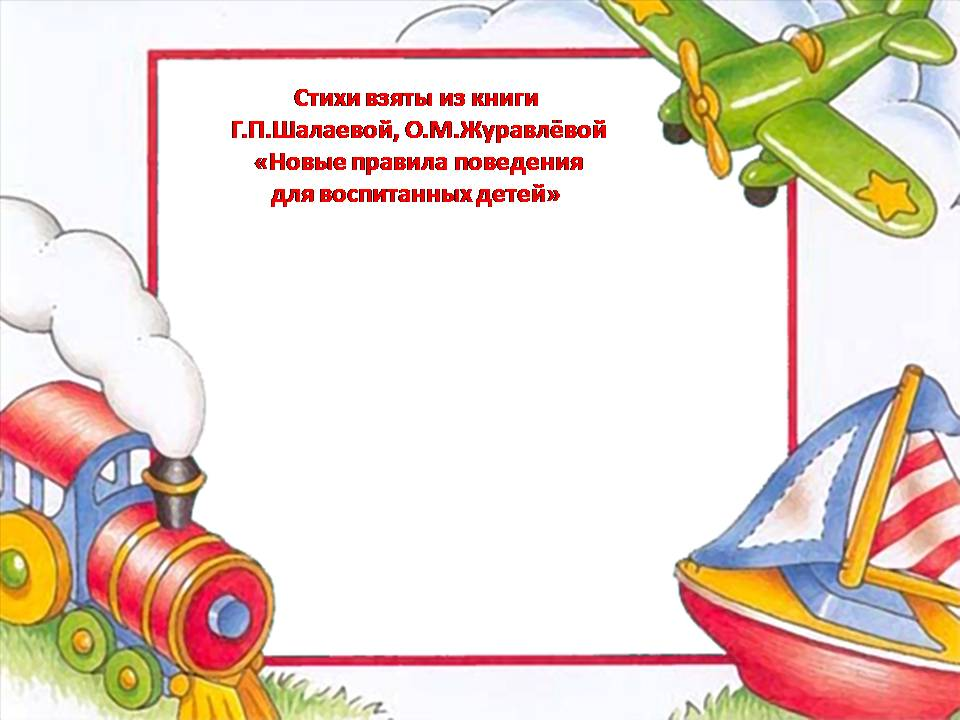 Стихи взяты из книги
Г.П.Шалаевой, О.М.Журавлёвой
«Новые правила поведения
для воспитанных детей»